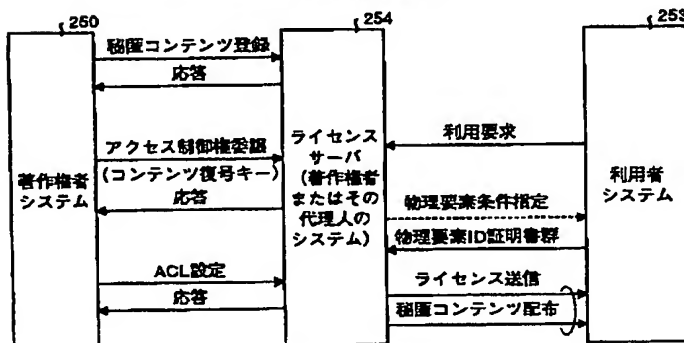 250
254
253
秘匿コンテンツ登録
応答
アクセス制御権委譲
(コンテンツ復号キー)
応答
ACL設定
応答
著作権者
システム
ライセンス
サーバ
(著作権者
またはその
代理人の
システム)
利用要求
物理要素条件指定
物理要素ID証明書群
ライセンス送信
秘匿コンテンツ配布
利用者
システム